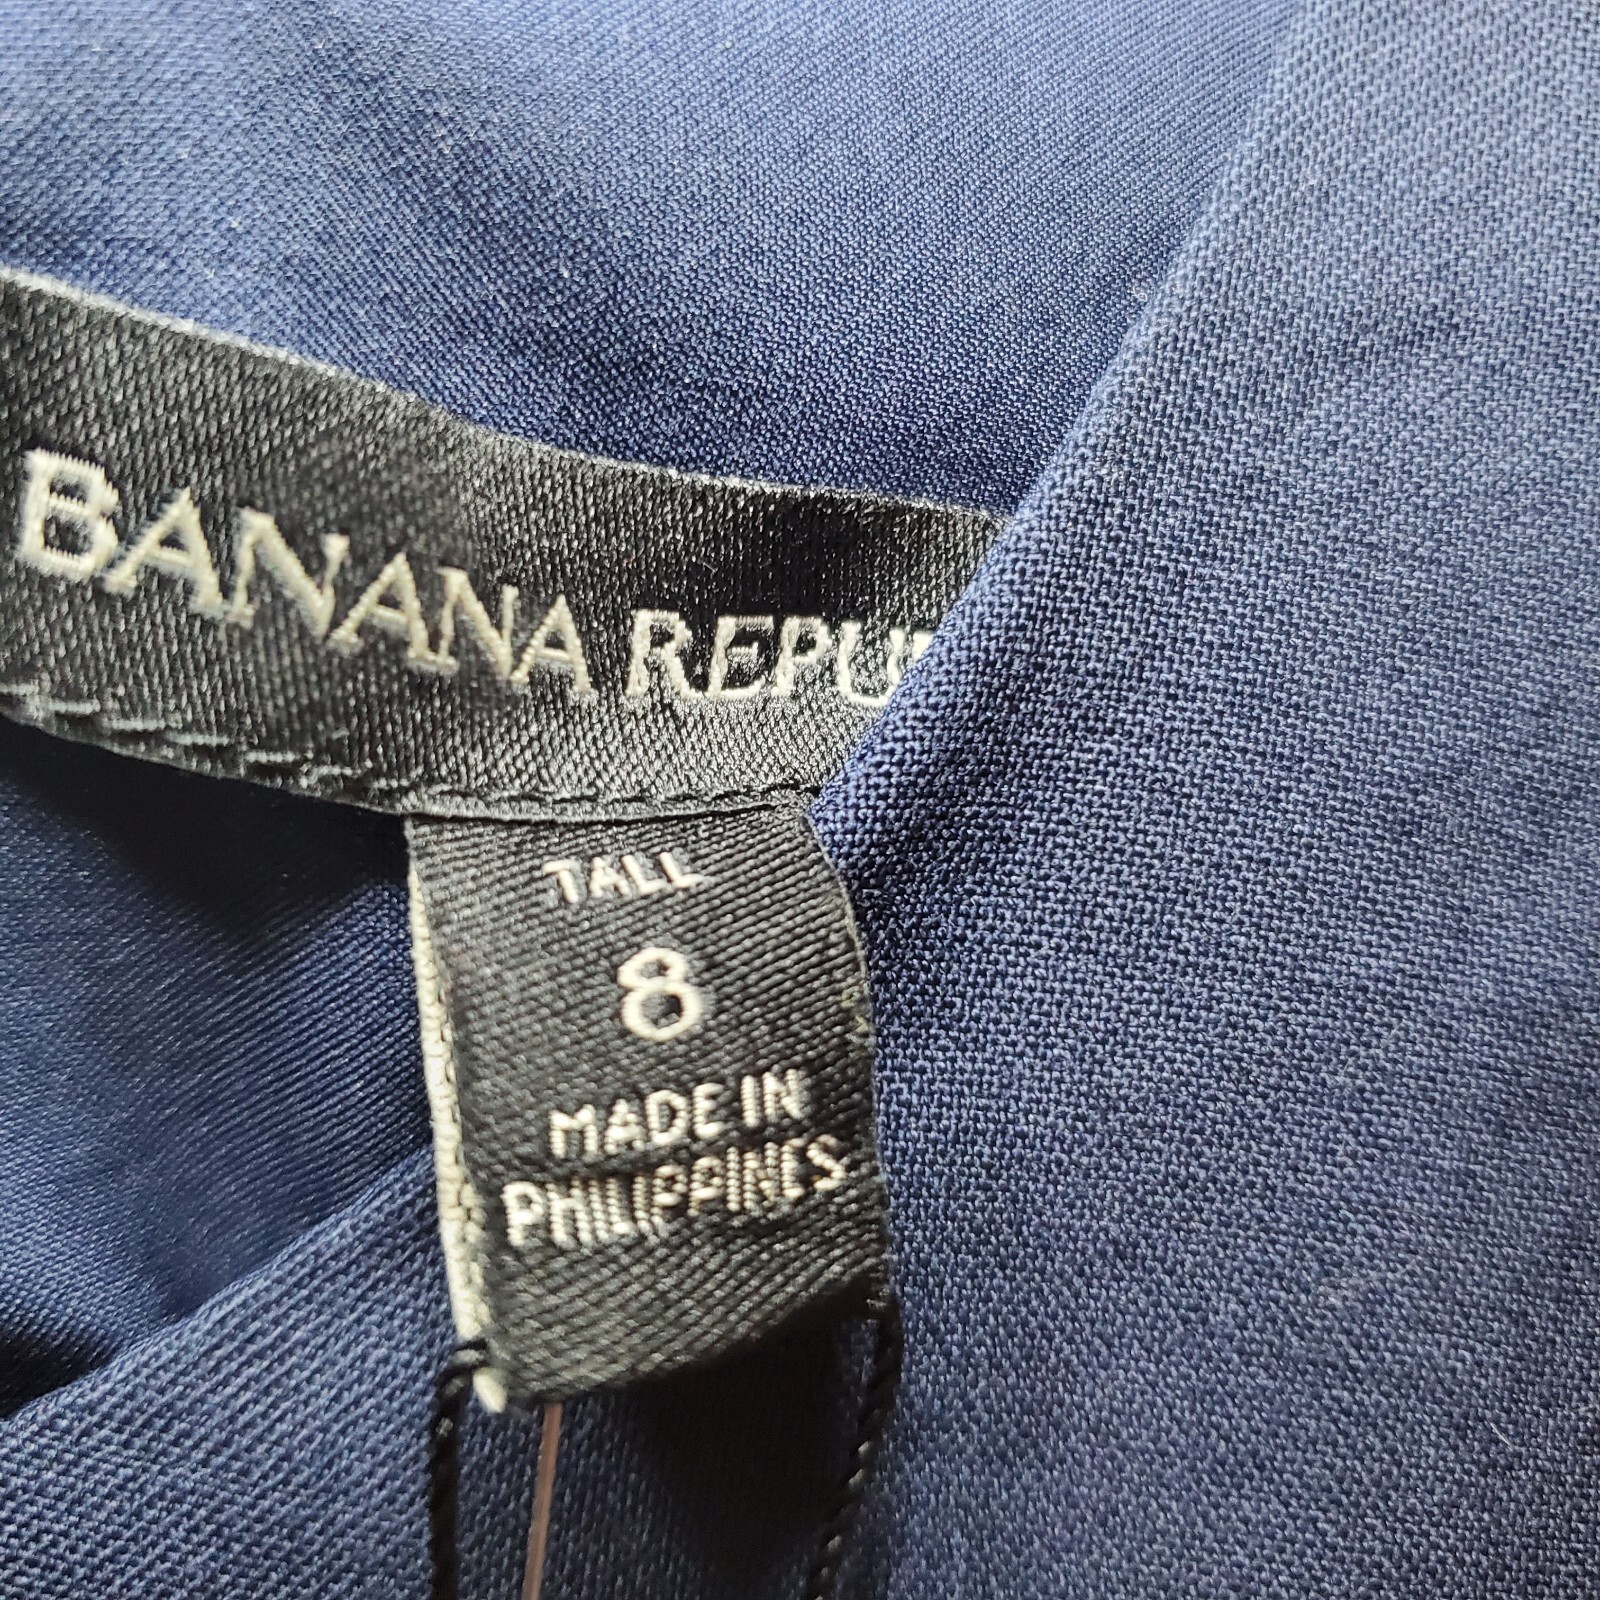 BANANA REPU
TALL
8
MADE IN
PHILIPPINES